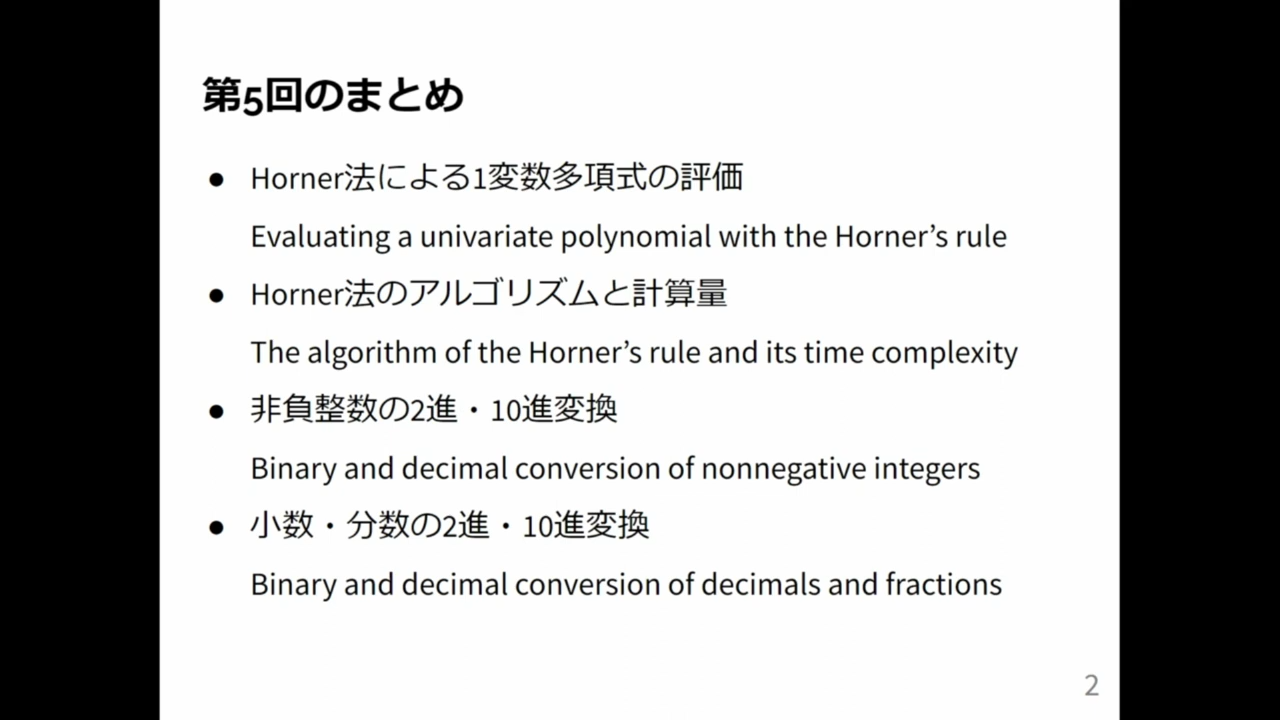 第5回のまとめ
● Horner法による1変数多項式の評価
Evaluating a univariate polynomial with the Horner’s rule
● Horner法のアルゴリズムと計算量
The algorithm of the Horner’s rule and its time complexity
● 非負整数の2進・10進変換
Binary and decimal conversion of nonnegative integers
● 小数・分数の2進・10進変換
Binary and decimal conversion of decimals and fractions
2